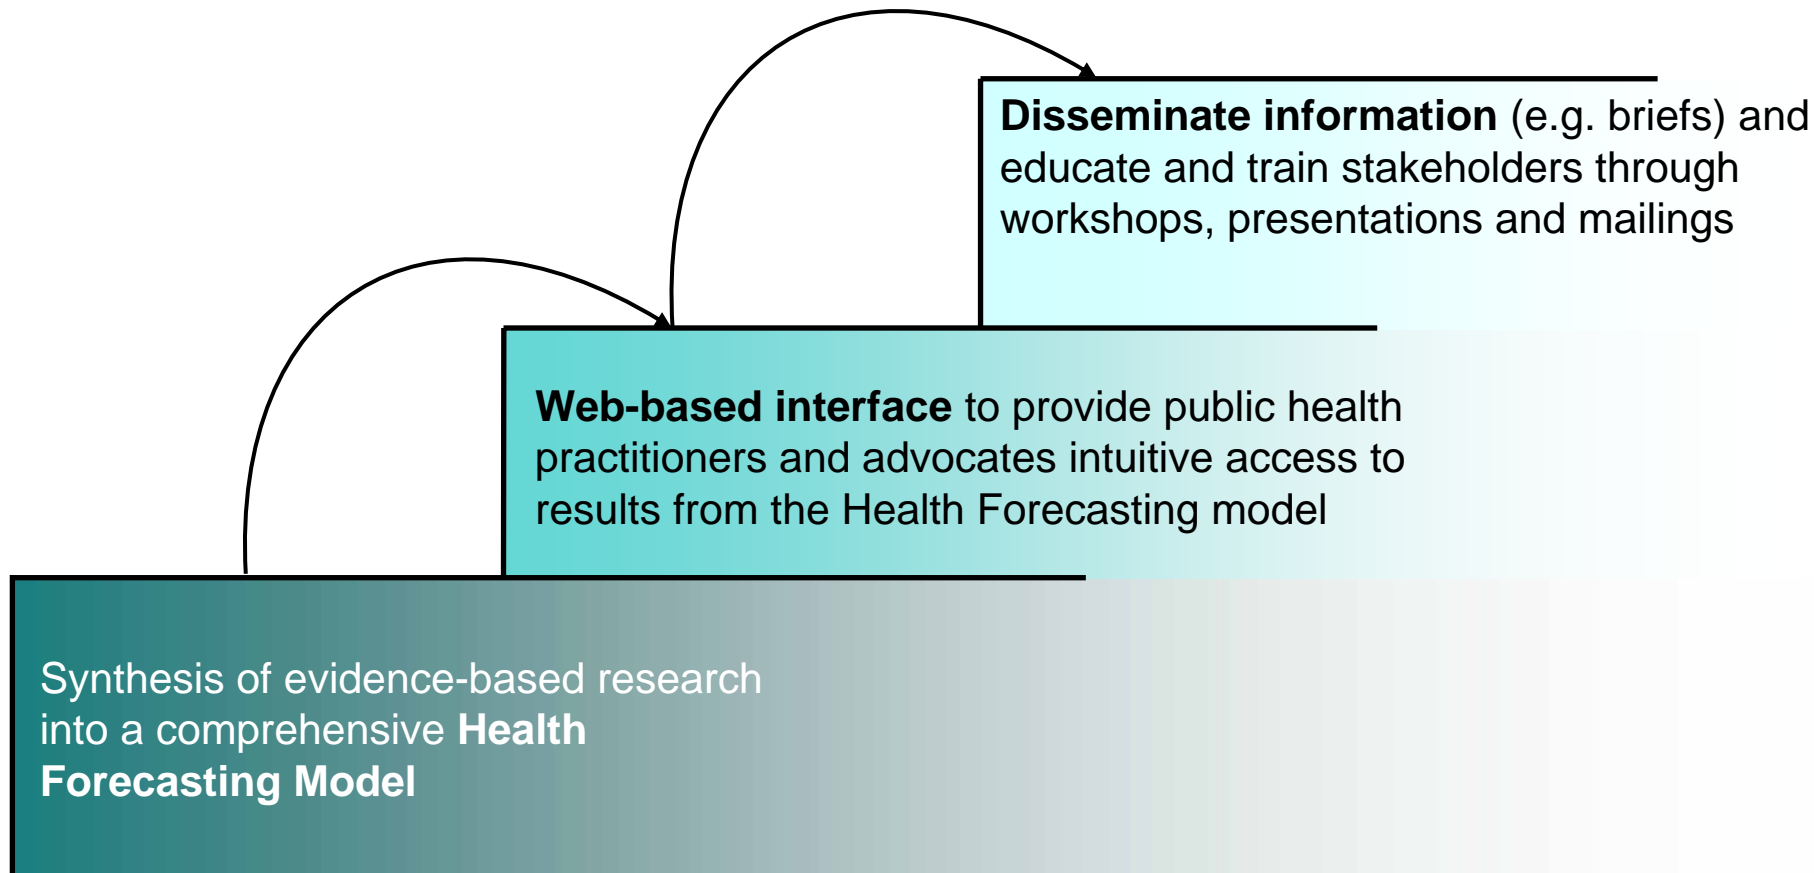 Disseminate information (e.g. briefs) and
educate and train stakeholders through
workshops, presentations and mailings
Web-based interface to provide public health
practitioners and advocates intuitive access to
results from the Health Forecasting model
Synthesis of evidence-based research
into a comprehensive Health
Forecasting Model